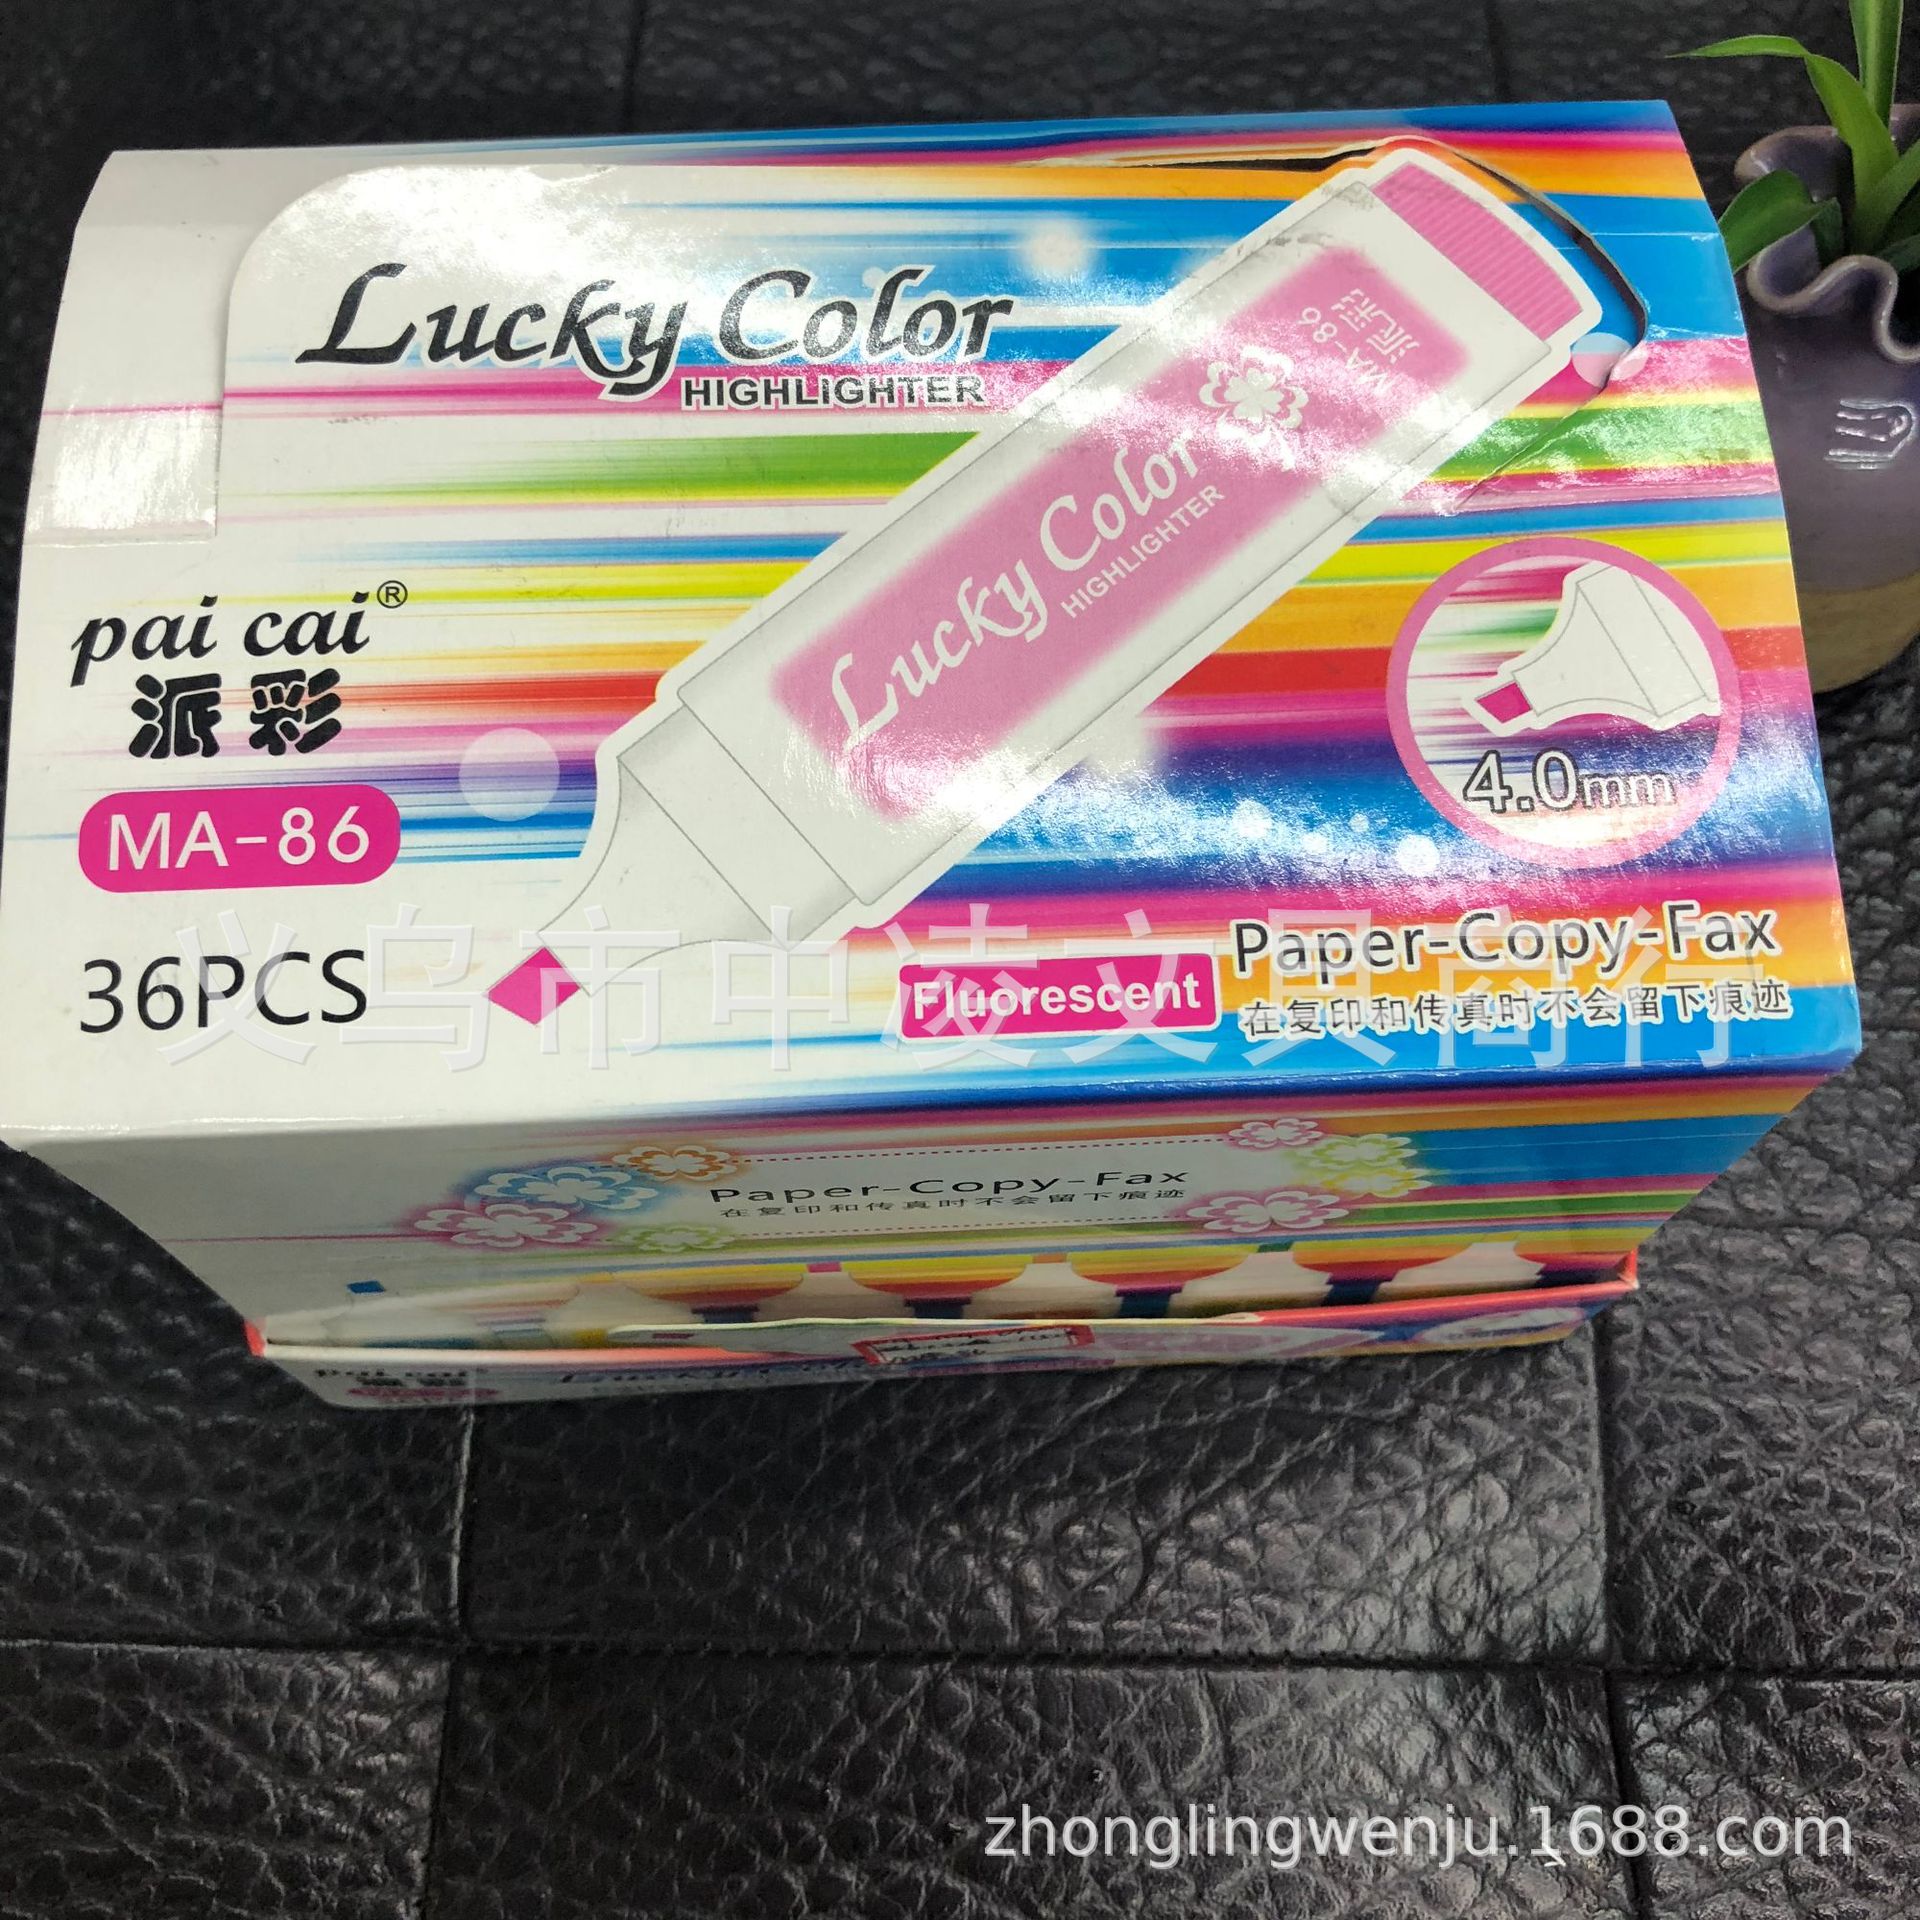 Lucky Color
HIGHLIGHTER
派彩
MA-86
Lucky Color
HIGHLIGHTER
pai cai®
派彩
MA-86
4.0mm
36PCS
Fluorescent
Paper-Copy-Fax
在复印和传真时不会留下痕迹
义乌市中凌文具商行
Paper-Copy-Fax
在复印和传真时不会留下痕迹
pai cai
zhonglingwenju.1688.com